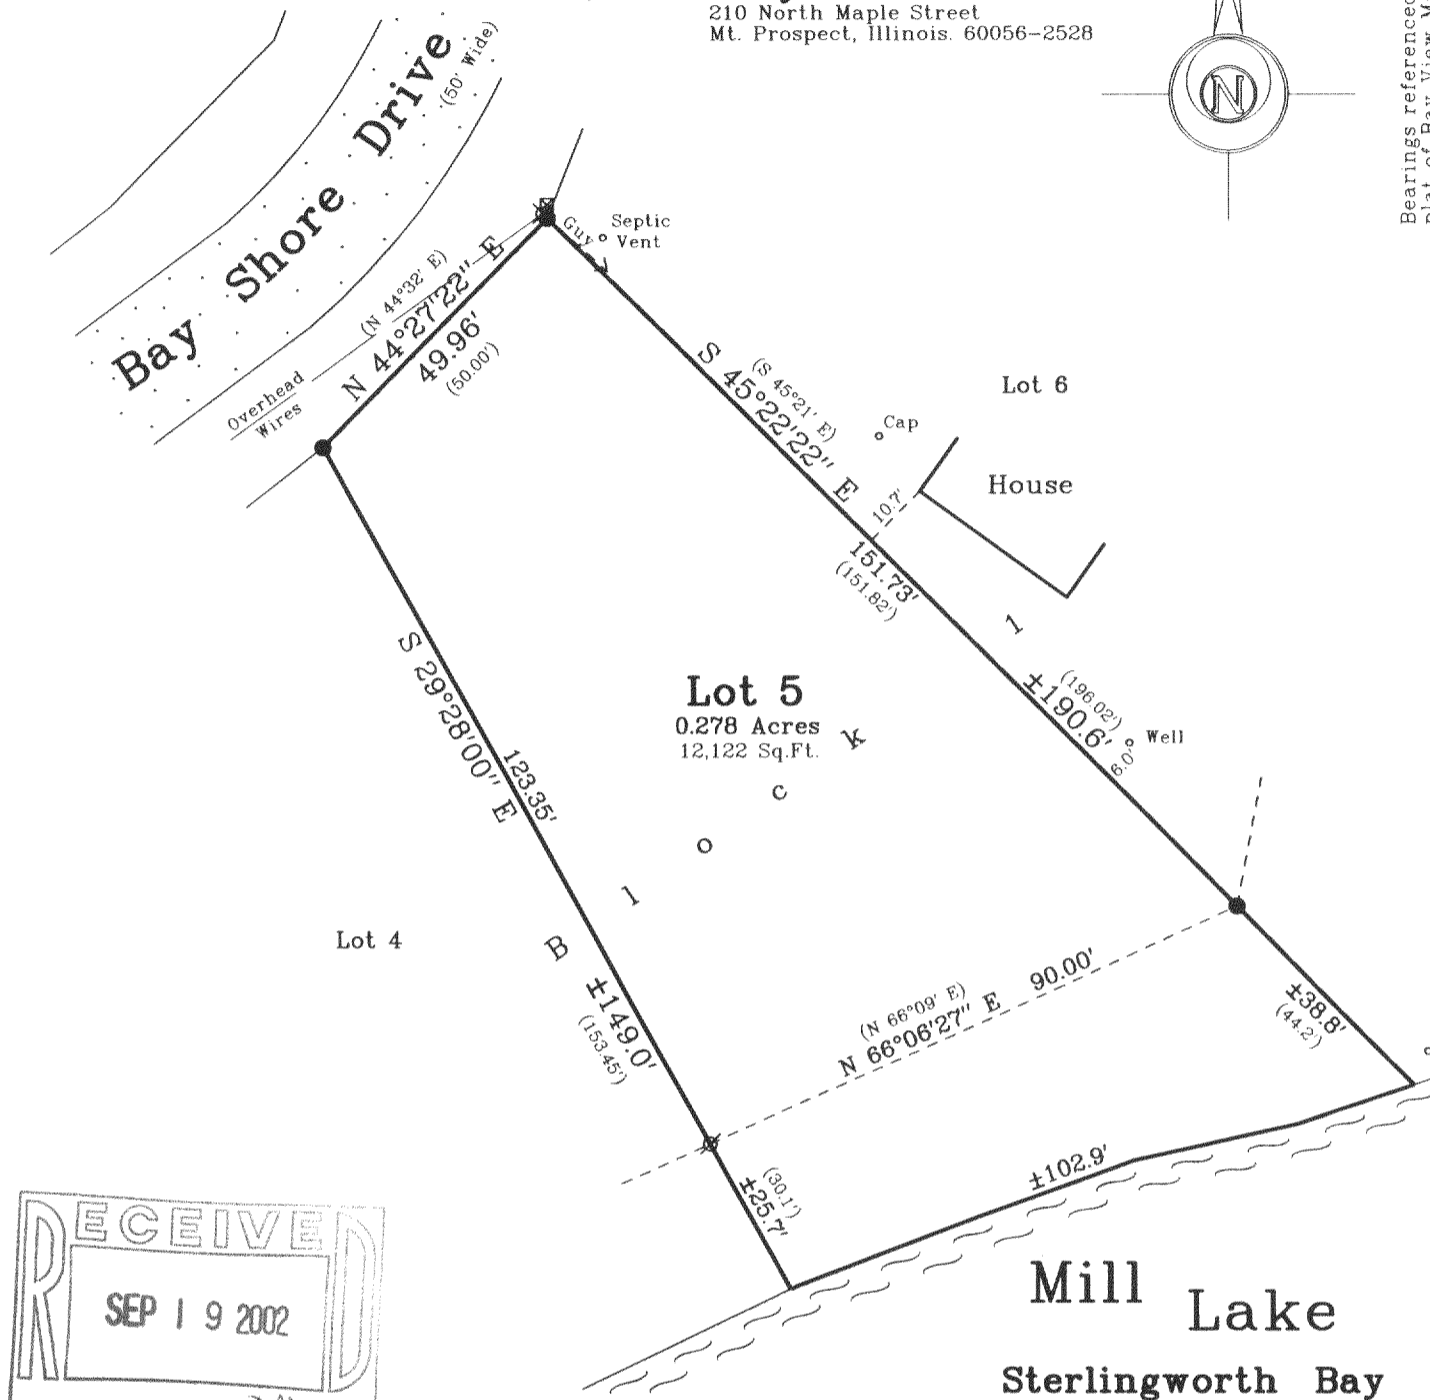 210 North Maple Street
Mt. Prospect, Illinois. 60056-2528
N
Bearings referenced
Plat of Bay View M
Bay Shore Drive
(50' Wide)
Guy
Septic
Vent
(N 44°32' E)
N 44°27'22" E
49.96'
(50.00')
Overhead
Wires
(S 45°21' E)
S 45°22'22" E
Lot 6
Cap
House
10.7'
151.73'
(151.82')
S 29°28'00" E
123.35'
Lot 5
0.278 Acres
12,122 Sq.Ft.
B l o c k 1
(196.02')
±190.6'
Well
6.0'
Lot 4
±149.0'
(153.45')
(N 66°09' E)
N 66°06'27" E 90.00'
±38.8'
(44.2')
(30.1')
±25.7'
±102.9'
RECEIVED
SEP 19 2002
Mill Lake
Sterlingworth Bay